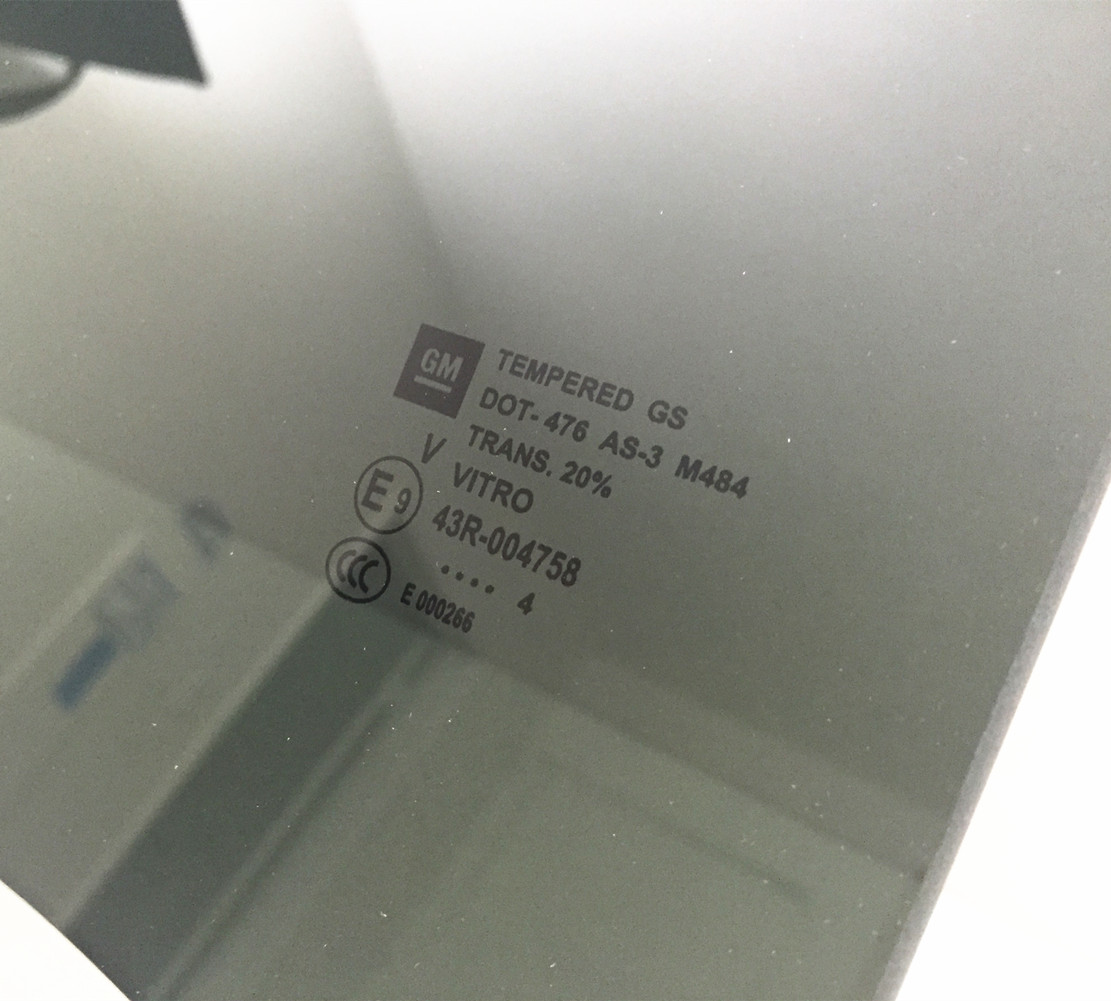 GM
TEMPERED GS
DOT-476 AS-3 M484
TRANS. 20%
V VITRO
E9 43R-004758
CCC .... 4
E 000266